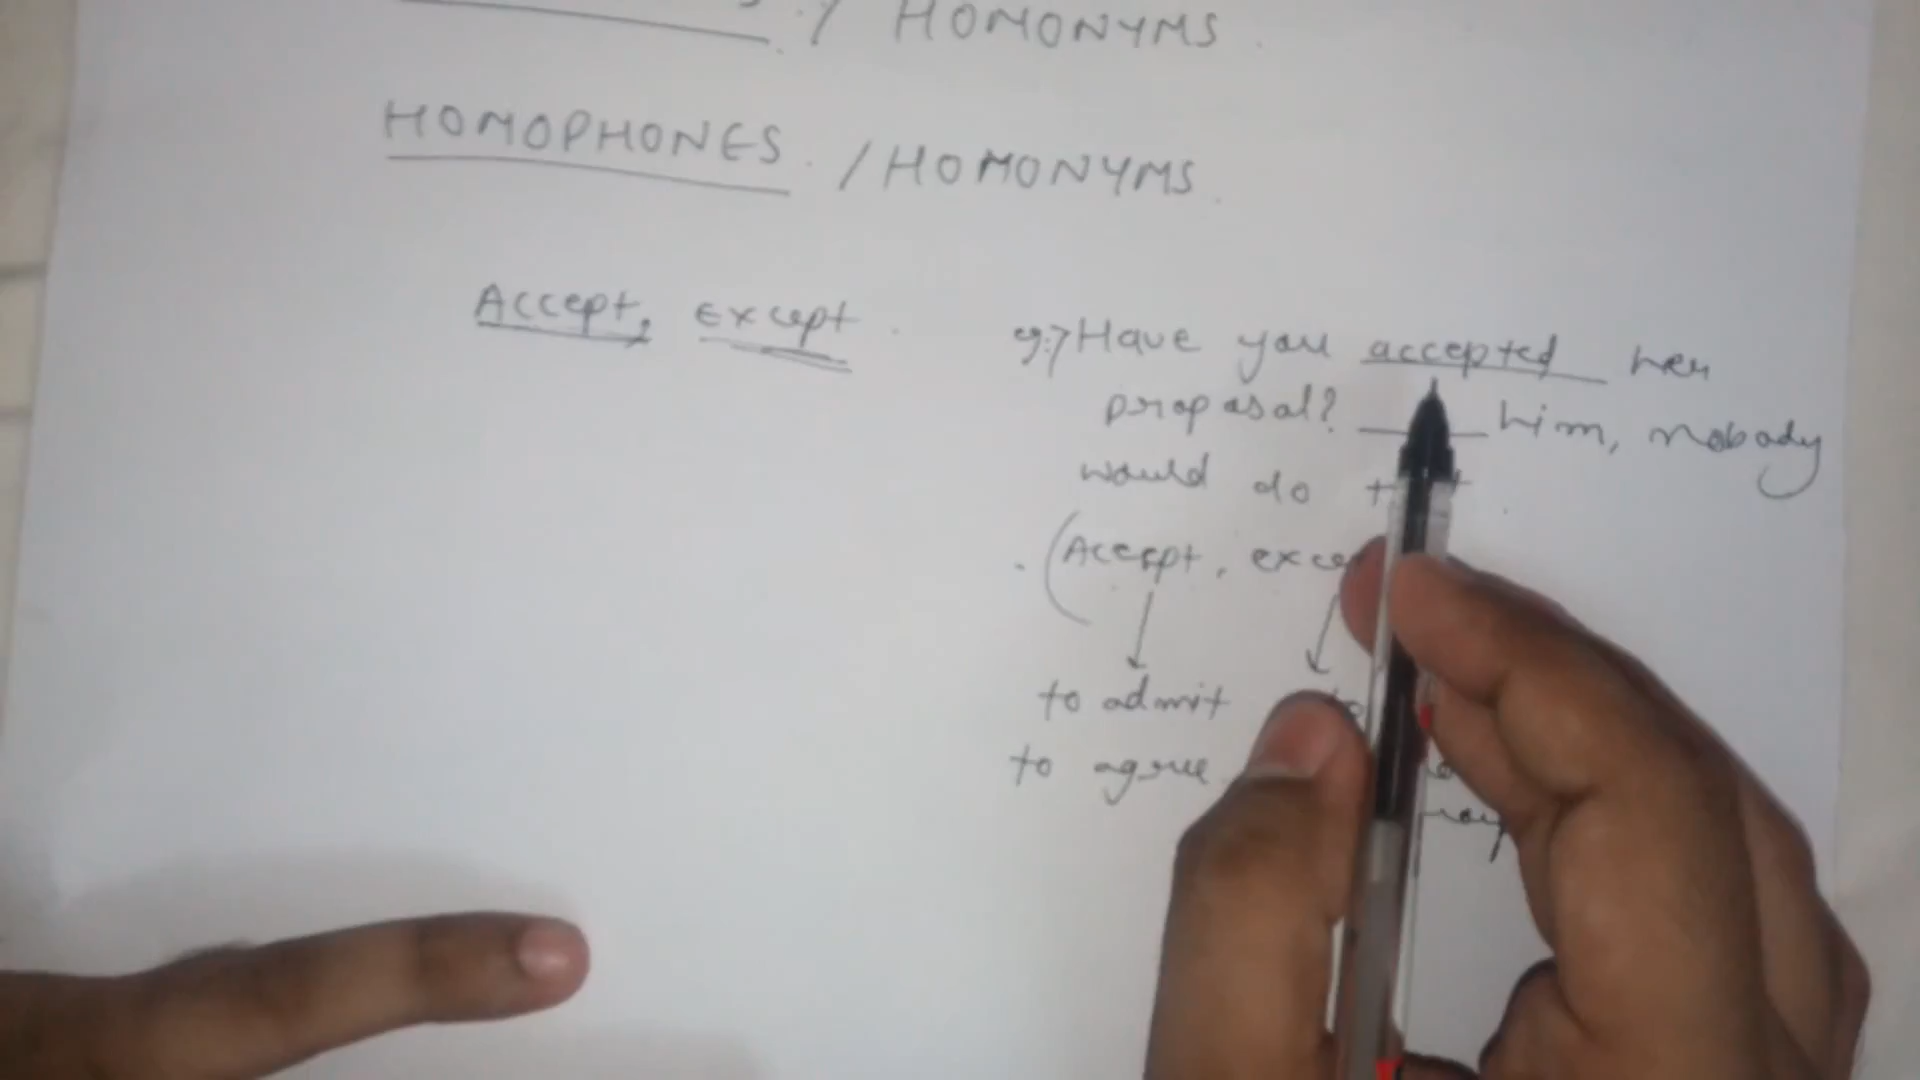 / HOMONYMS.
HOMOPHONES. / HOMONYMS.
Accept, Except.
eg:7 Have you accepted her
proposal? ____ him, nobody
would do
(Accept,
to admit
to agree